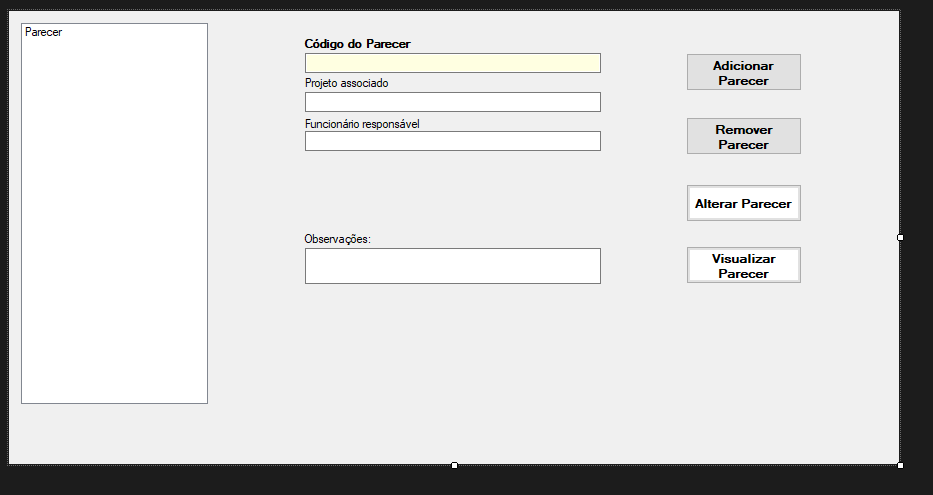 Parecer
Código do Parecer
Projeto associado
Funcionário responsável
Observações:
Adicionar
Parecer
Remover
Parecer
Alterar Parecer
Visualizar
Parecer